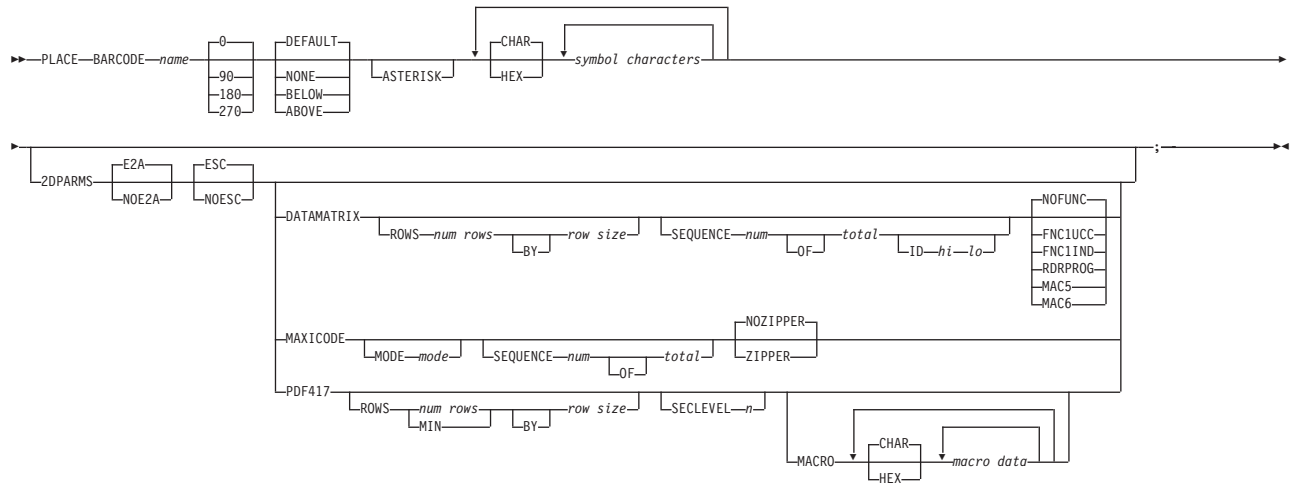 0 DEFAULT CHAR
PLACE BARCODE name 90 NONE ASTERISK HEX symbol characters
180 BELOW
270 ABOVE
;
E2A ESC
2DPARMS NOE2A NOESC
NOFUNC
DATAMATRIX ROWS num rows BY row size SEQUENCE num OF total ID hi lo FNC1UCC
FNC1IND
RDRPROG
MAC5
MAC6
NOZIPPER
MAXICODE MODE mode SEQUENCE num OF total ZIPPER
PDF417 ROWS num rows BY row size SECLEVEL n
MIN
CHAR
MACRO HEX macro data